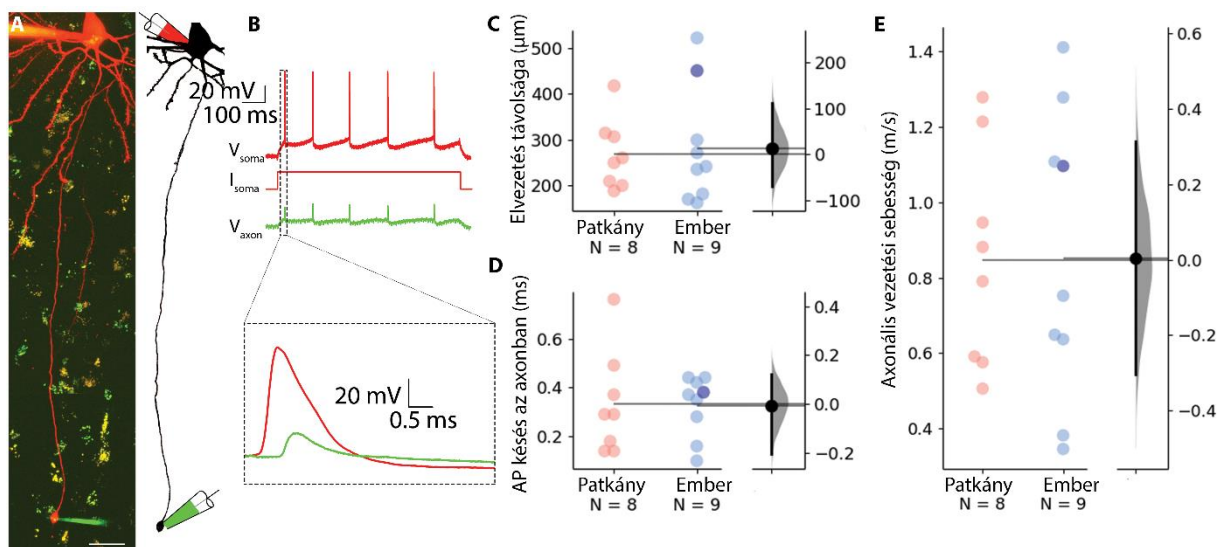 A
B
20 mV
100 ms
V soma
I soma
V axon
20 mV
0.5 ms
C
Elvezetés távolsága (µm)
500
400
300
200
200
100
0
−100
Patkány
N = 8
Ember
N = 9
D
AP késés az axonban (ms)
0.6
0.4
0.2
0.4
0.2
0.0
−0.2
Patkány
N = 8
Ember
N = 9
E
Axonális vezetési sebesség (m/s)
1.4
1.2
1.0
0.8
0.6
0.4
0.6
0.4
0.2
0.0
−0.2
−0.4
Patkány
N = 8
Ember
N = 9